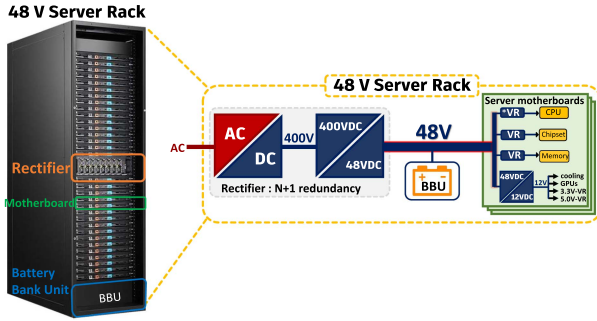 48 V Server Rack
Rectifier
Motherboard
Battery
Bank Unit
BBU
48 V Server Rack
AC
AC
DC
400V
400VDC
48VDC
Rectifier : N+1 redundancy
48V
BBU
Server motherboards
*VR
CPU
VR
Chipset
VR
Memory
48VDC
12VDC
12V
cooling
GPUs
3.3V-VR
5.0V-VR